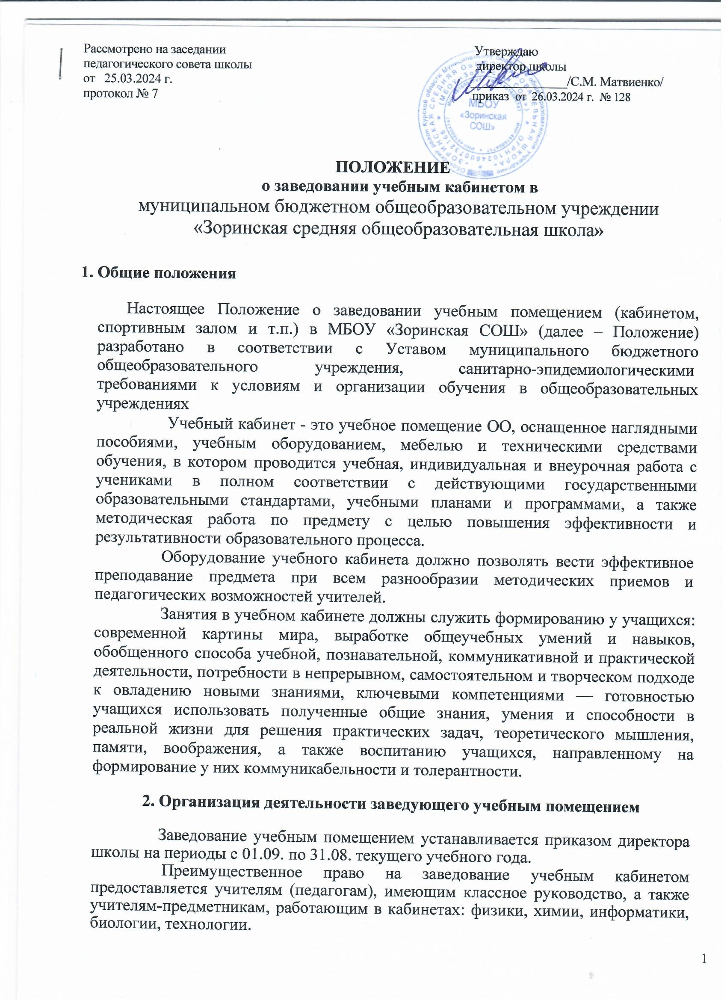 Рассмотрено на заседании
педагогического совета школы
от 25.03.2024 г.
протокол № 7
Утверждаю
директор школы
_______________/С.М. Матвиенко/
приказ от 26.03.2024 г. № 128
МБОУ
«Зоринская
СОШ»
ПОЛОЖЕНИЕ
о заведовании учебным кабинетом в
муниципальном бюджетном общеобразовательном учреждении
«Зоринская средняя общеобразовательная школа»
1. Общие положения
Настоящее Положение о заведовании учебным помещением (кабинетом,
спортивным залом и т.п.) в МБОУ «Зоринская СОШ» (далее – Положение)
разработано в соответствии с Уставом муниципального бюджетного
общеобразовательного учреждения, санитарно-эпидемиологическими
требованиями к условиям и организации обучения в общеобразовательных
учреждениях
Учебный кабинет - это учебное помещение ОО, оснащенное наглядными
пособиями, учебным оборудованием, мебелью и техническими средствами
обучения, в котором проводится учебная, индивидуальная и внеурочная работа с
учениками в полном соответствии с действующими государственными
образовательными стандартами, учебными планами и программами, а также
методическая работа по предмету с целью повышения эффективности и
результативности образовательного процесса.
Оборудование учебного кабинета должно позволять вести эффективное
преподавание предмета при всем разнообразии методических приемов и
педагогических возможностей учителей.
Занятия в учебном кабинете должны служить формированию у учащихся:
современной картины мира, выработке общеучебных умений и навыков,
обобщенного способа учебной, познавательной, коммуникативной и практической
деятельности, потребности в непрерывном, самостоятельном и творческом подходе
к овладению новыми знаниями, ключевыми компетенциями — готовностью
учащихся использовать полученные общие знания, умения и способности в
реальной жизни для решения практических задач, теоретического мышления,
памяти, воображения, а также воспитанию учащихся, направленному на
формирование у них коммуникабельности и толерантности.
2. Организация деятельности заведующего учебным помещением
Заведование учебным помещением устанавливается приказом директора
школы на периоды с 01.09. по 31.08. текущего учебного года.
Преимущественное право на заведование учебным кабинетом
предоставляется учителям (педагогам), имеющим классное руководство, а также
учителям-предметникам, работающим в кабинетах: физики, химии, информатики,
биологии, технологии.
1